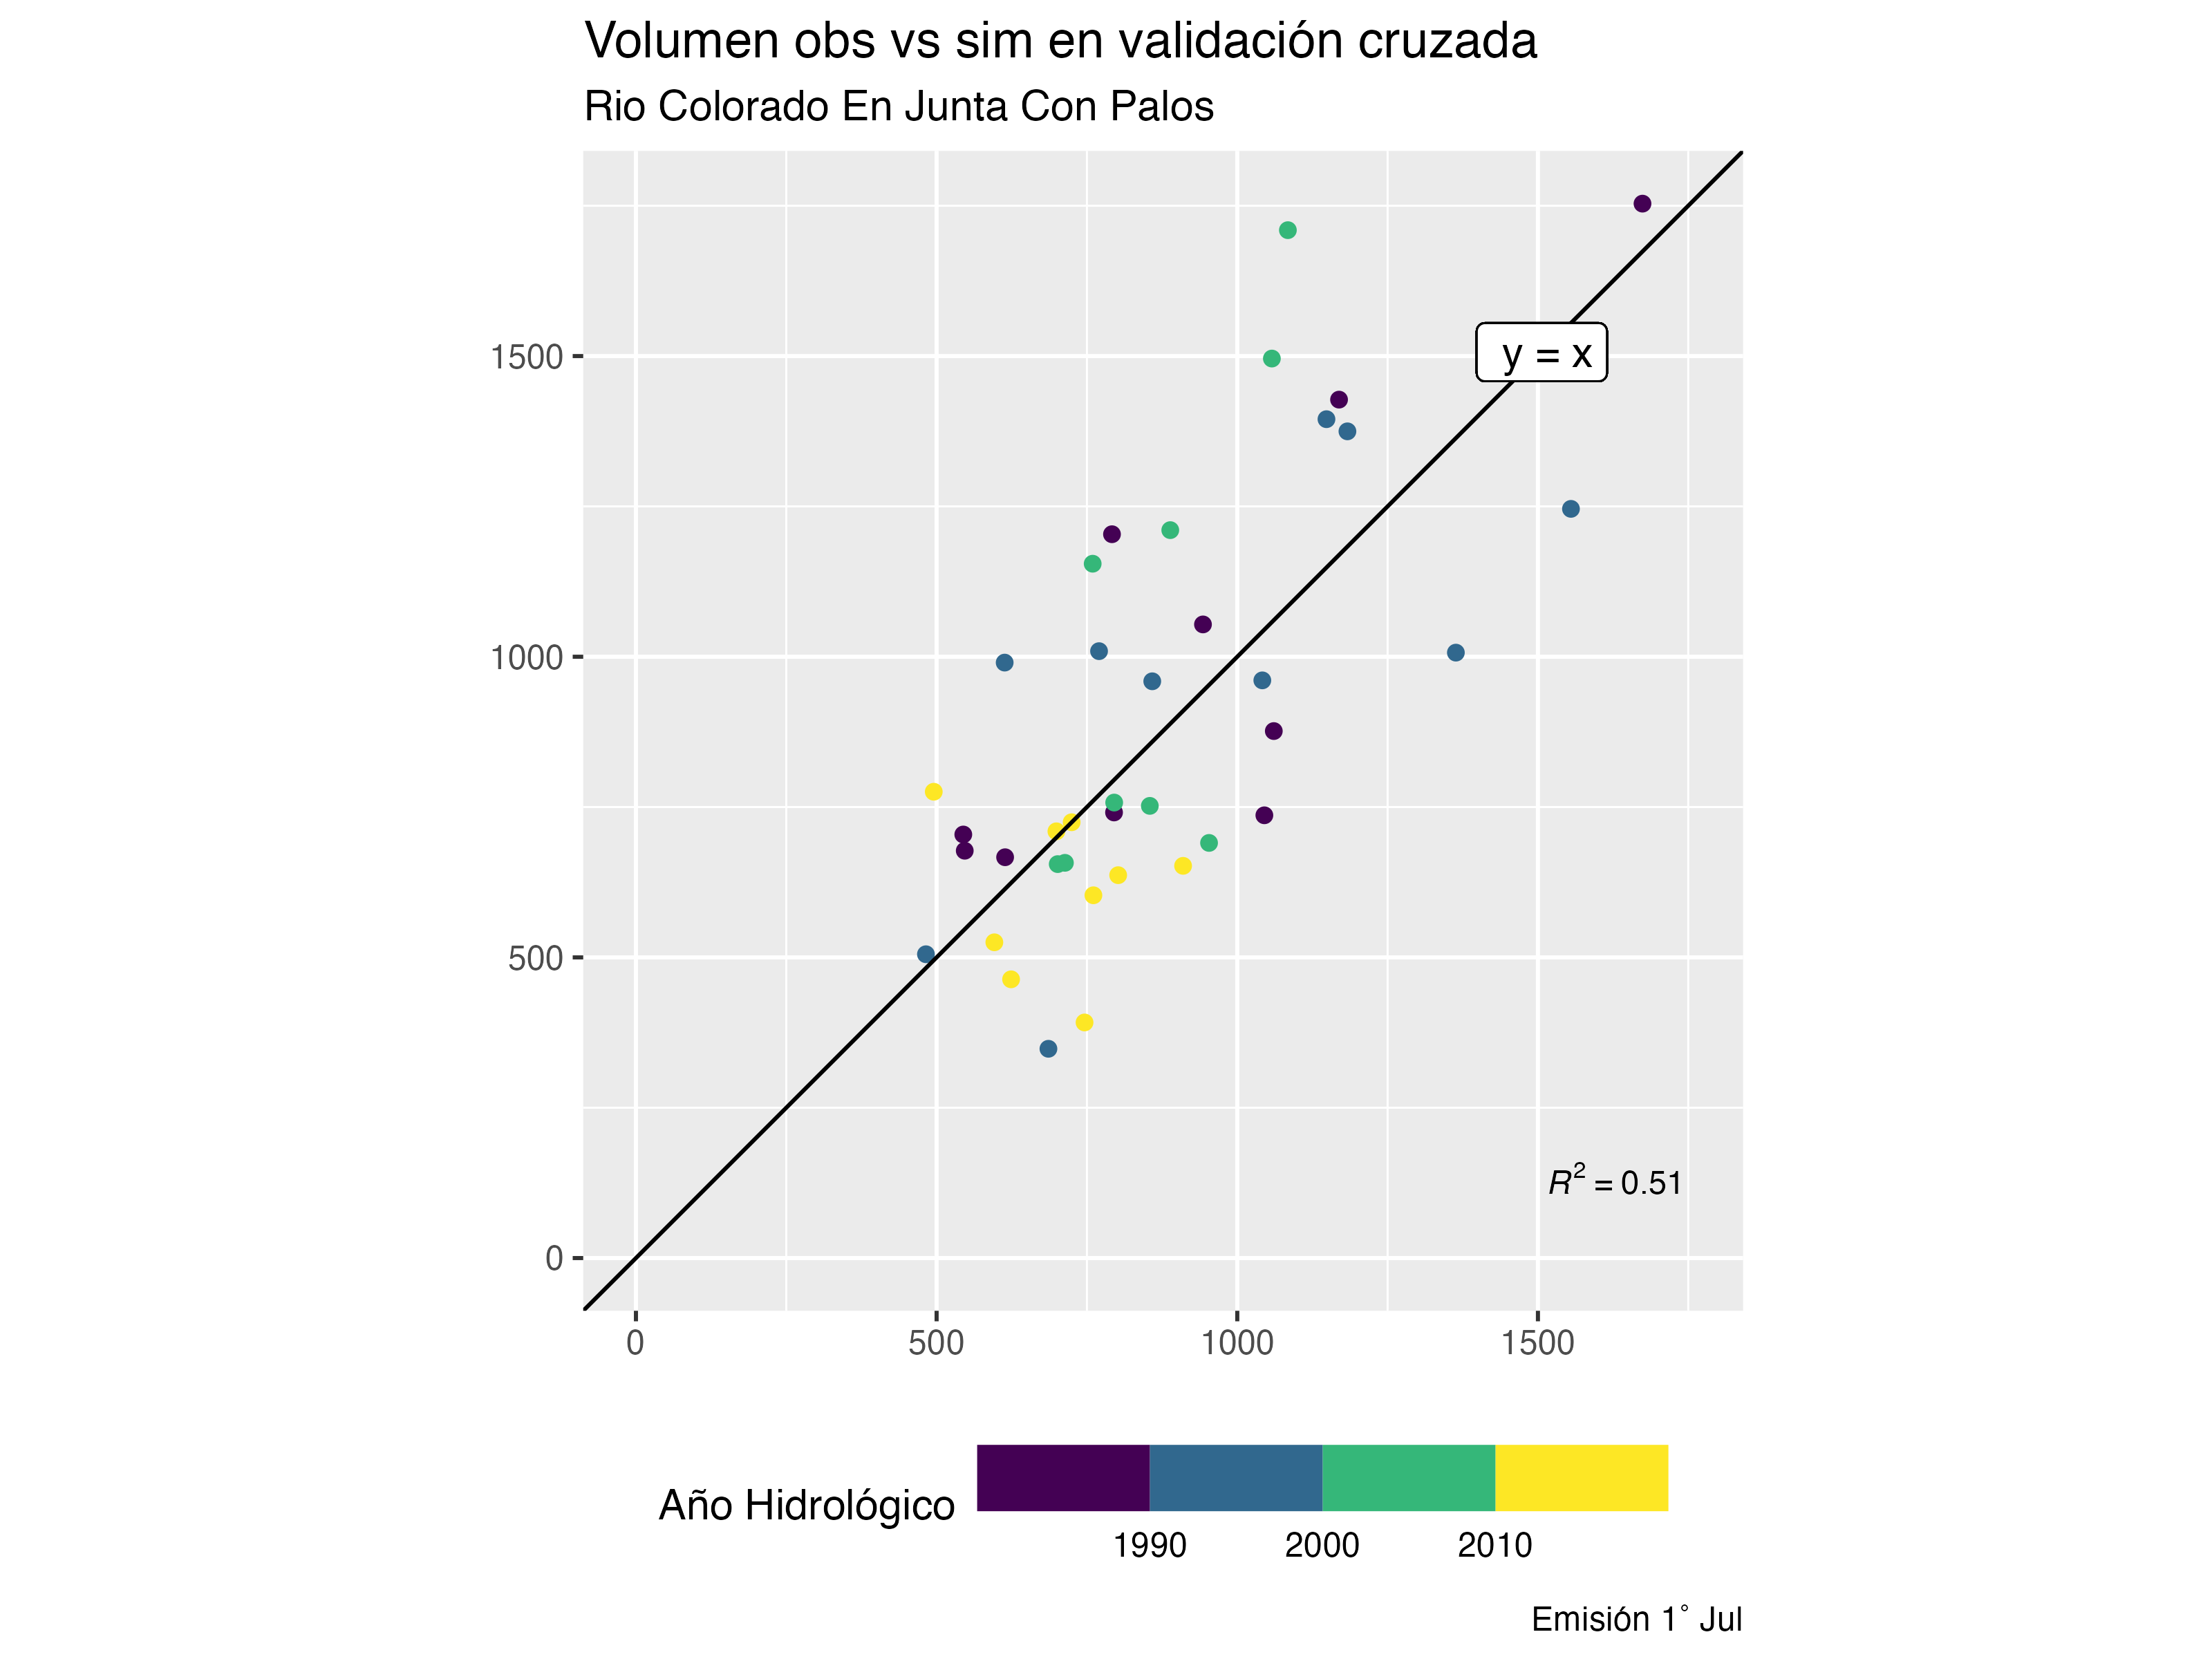 Volumen obs vs sim en validación cruzada
Rio Colorado En Junta Con Palos
1500
1000
500
0
y = x
R² = 0.51
0 500 1000 1500
Año Hidrológico
1990 2000 2010
Emisión 1° Jul